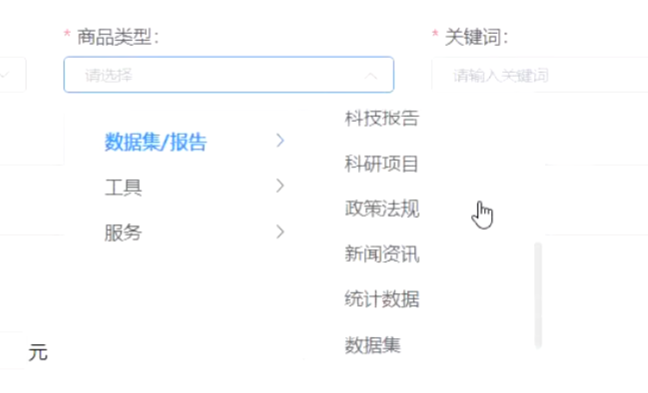 * 商品类型:
* 关键词:
请选择
请输入关键词
数据集/报告
工具
服务
科技报告
科研项目
政策法规
新闻资讯
统计数据
数据集
元